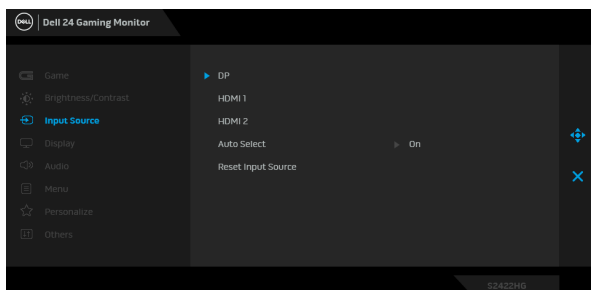 DELL
Dell 24 Gaming Monitor
Game
Brightness/Contrast
Input Source
Display
Audio
Menu
Personalize
Others
DP
HDMI 1
HDMI 2
Auto Select
On
Reset Input Source
S2422HG